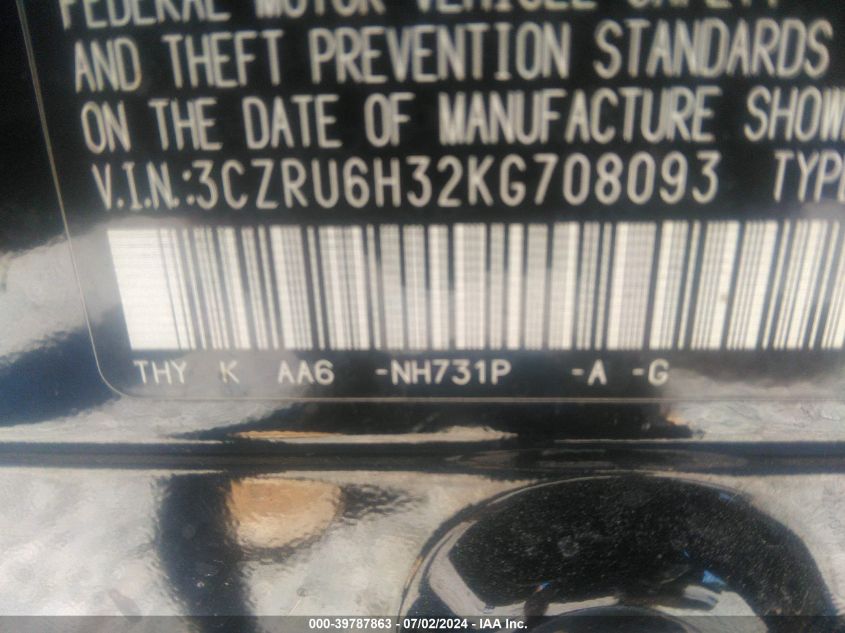 FEDERAL MOTOR VEHICLE SAFETY
AND THEFT PREVENTION STANDARDS
ON THE DATE OF MANUFACTURE SHOW
V.I.N.:3CZRU6H32KG708093 TYPE
THY K AA6 -NH731P -A -G
000-39787863 - 07/02/2024 - IAA Inc.